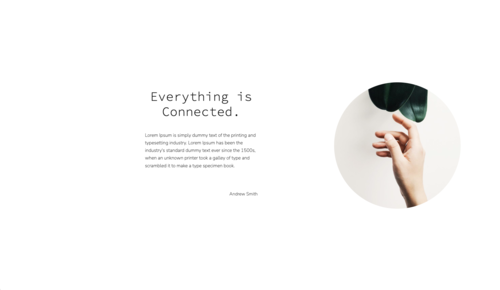 Everything is
Connected.
Lorem Ipsum is simply dummy text of the printing and
typesetting industry. Lorem Ipsum has been the
industry's standard dummy text ever since the 1500s,
when an unknown printer took a galley of type and
scrambled it to make a type specimen book.
Andrew Smith